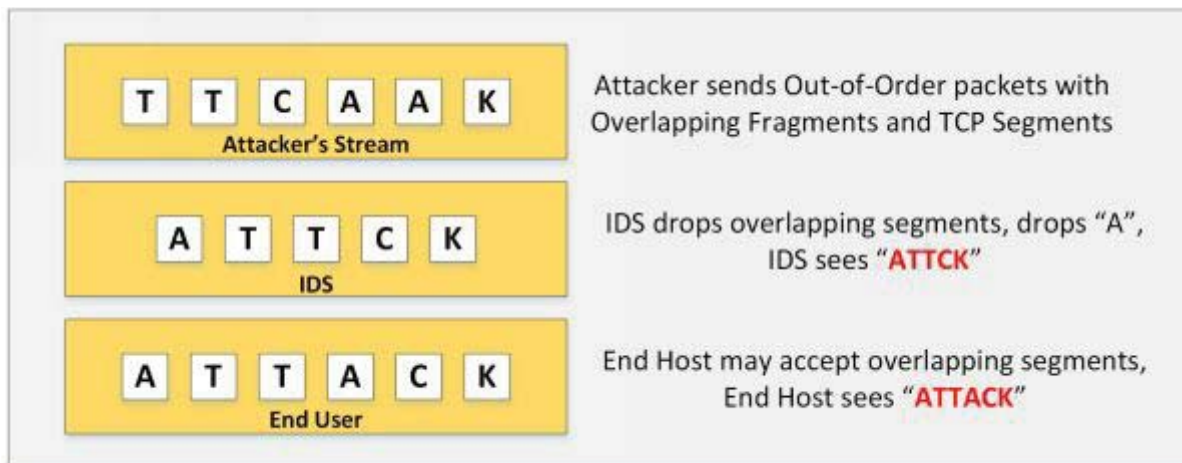 T T C A A K
Attacker's Stream
Attacker sends Out-of-Order packets with
Overlapping Fragments and TCP Segments
A T T C K
IDS
IDS drops overlapping segments, drops “A”,
IDS sees “ATTCK”
A T T A C K
End User
End Host may accept overlapping segments,
End Host sees “ATTACK”